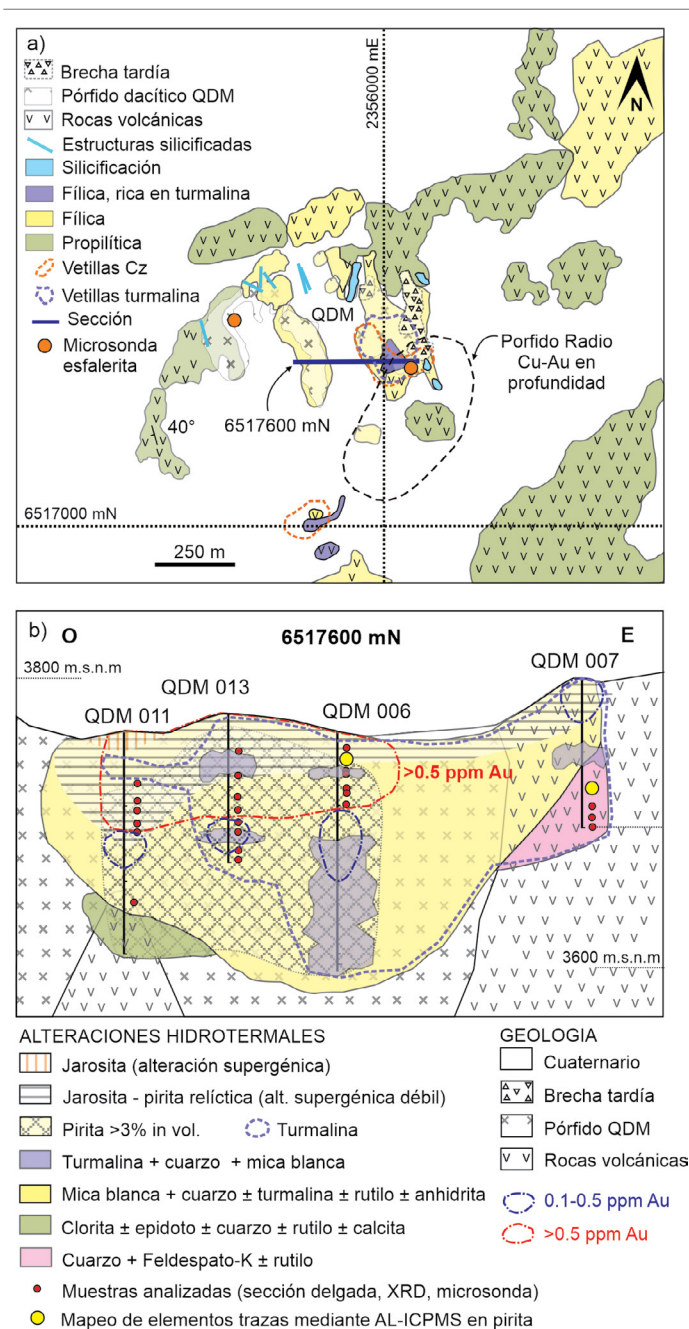 a)
Brecha tardía
Pórfido dacítico QDM
Rocas volcánicas
Estructuras silicificadas
Silicificación
Fílica, rica en turmalina
Fílica
Propilítica
Vetillas Cz
Vetillas turmalina
Sección
Microsonda
esfalerita
2356000 mE
N
QDM
Porfido Radio
Cu-Au en
profundidad
6517600 mN
40°
6517000 mN
250 m
b) O
6517600 mN
E
3800 m.s.n.m
QDM 007
QDM 013
QDM 011
QDM 006
>0.5 ppm Au
3600 m.s.n.m
ALTERACIONES HIDROTERMALES
Jarosita (alteración supergénica)
Jarosita - pirita relíctica (alt. supergénica débil)
Pirita >3% in vol.
Turmalina
Turmalina + cuarzo + mica blanca
Mica blanca + cuarzo ± turmalina ± rutilo ± anhidrita
Clorita ± epidoto ± cuarzo ± rutilo ± calcita
Cuarzo + Feldespato-K ± rutilo
Muestras analizadas (sección delgada, XRD, microsonda)
Mapeo de elementos trazas mediante AL-ICPMS en pirita
GEOLOGIA
Cuaternario
Brecha tardía
Pórfido QDM
Rocas volcánicas
0.1-0.5 ppm Au
>0.5 ppm Au